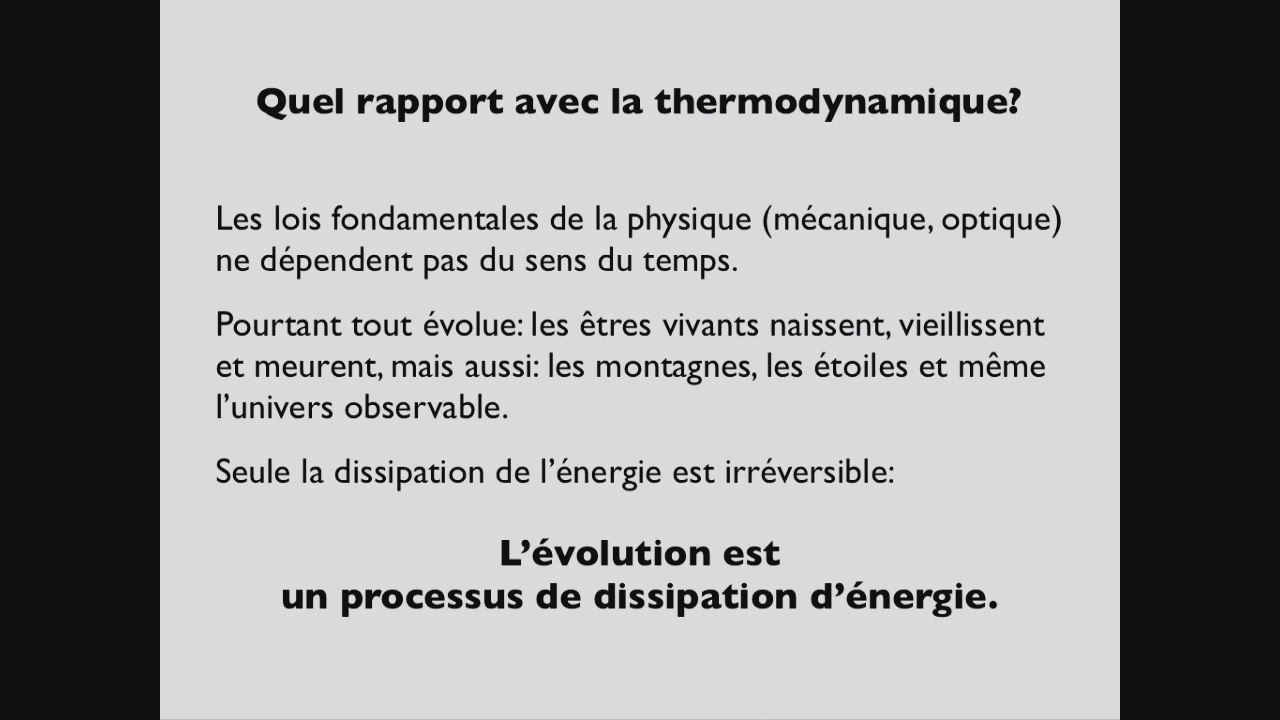 Quel rapport avec la thermodynamique?
Les lois fondamentales de la physique (mécanique, optique)
ne dépendent pas du sens du temps.
Pourtant tout évolue: les êtres vivants naissent, vieillissent
et meurent, mais aussi: les montagnes, les étoiles et même
l’univers observable.
Seule la dissipation de l’énergie est irréversible:
L’évolution est
un processus de dissipation d’énergie.